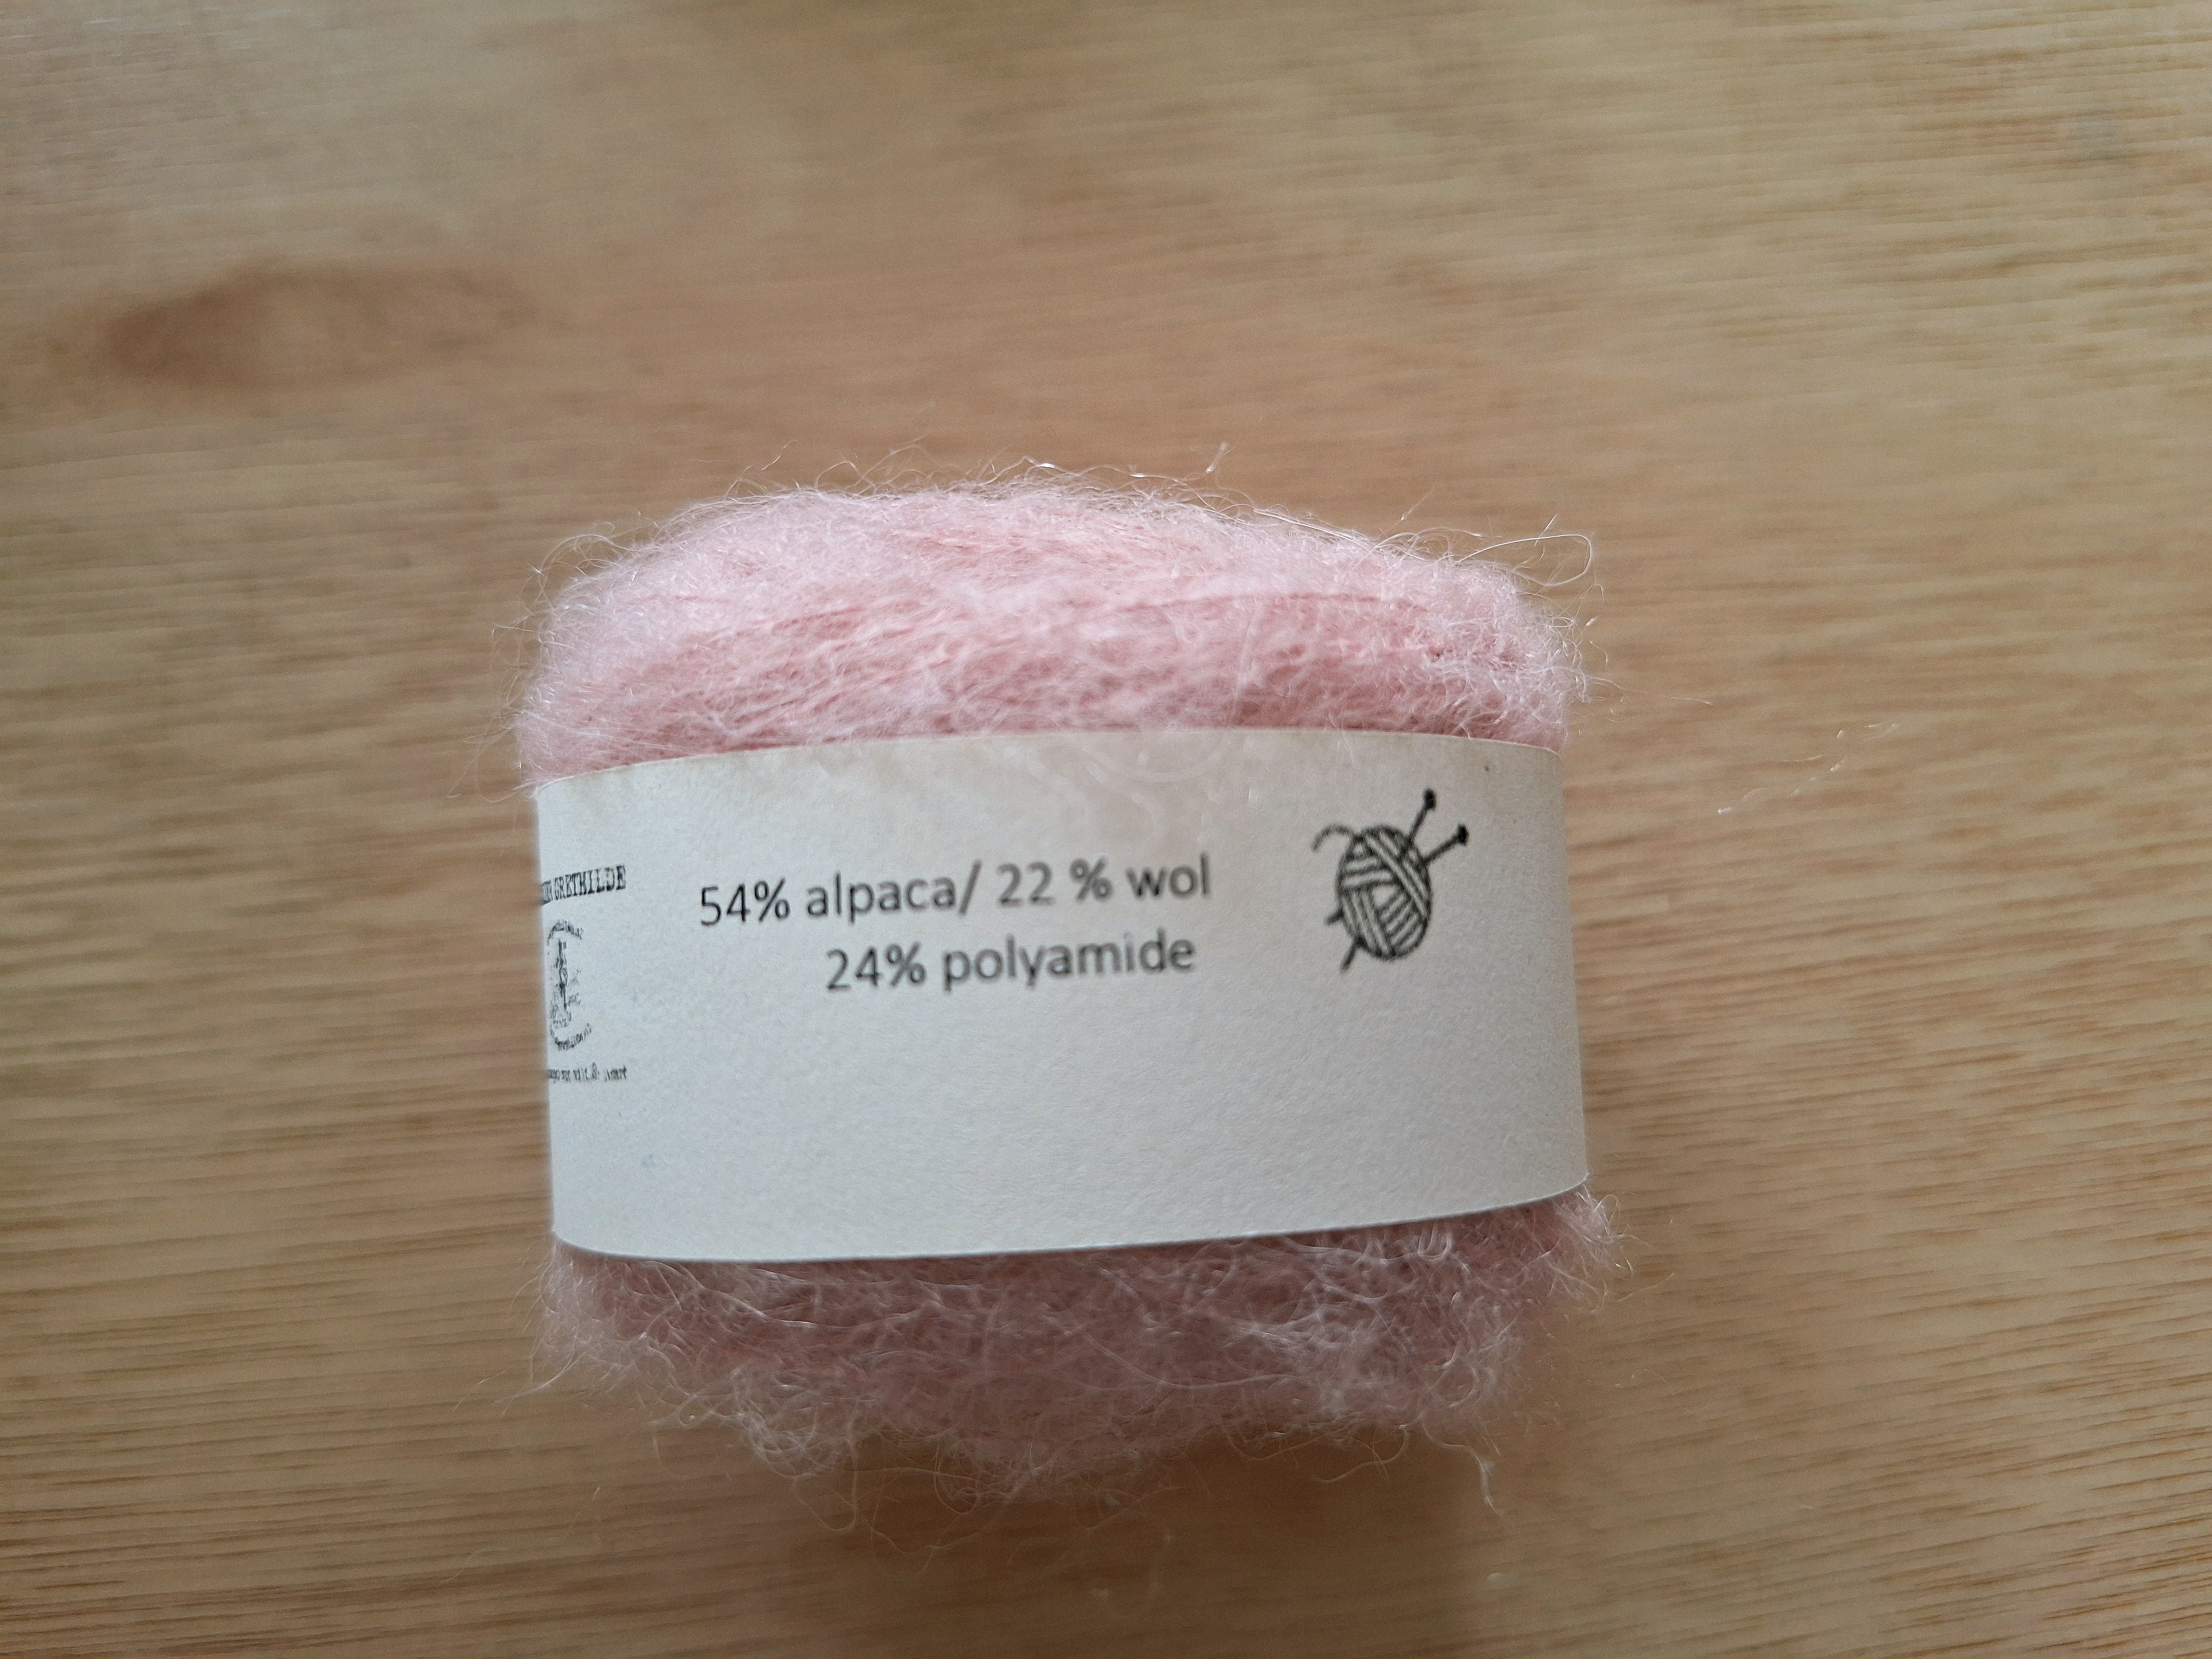 GRETHILDE
54% alpaca/ 22 % wol
24% polyamide